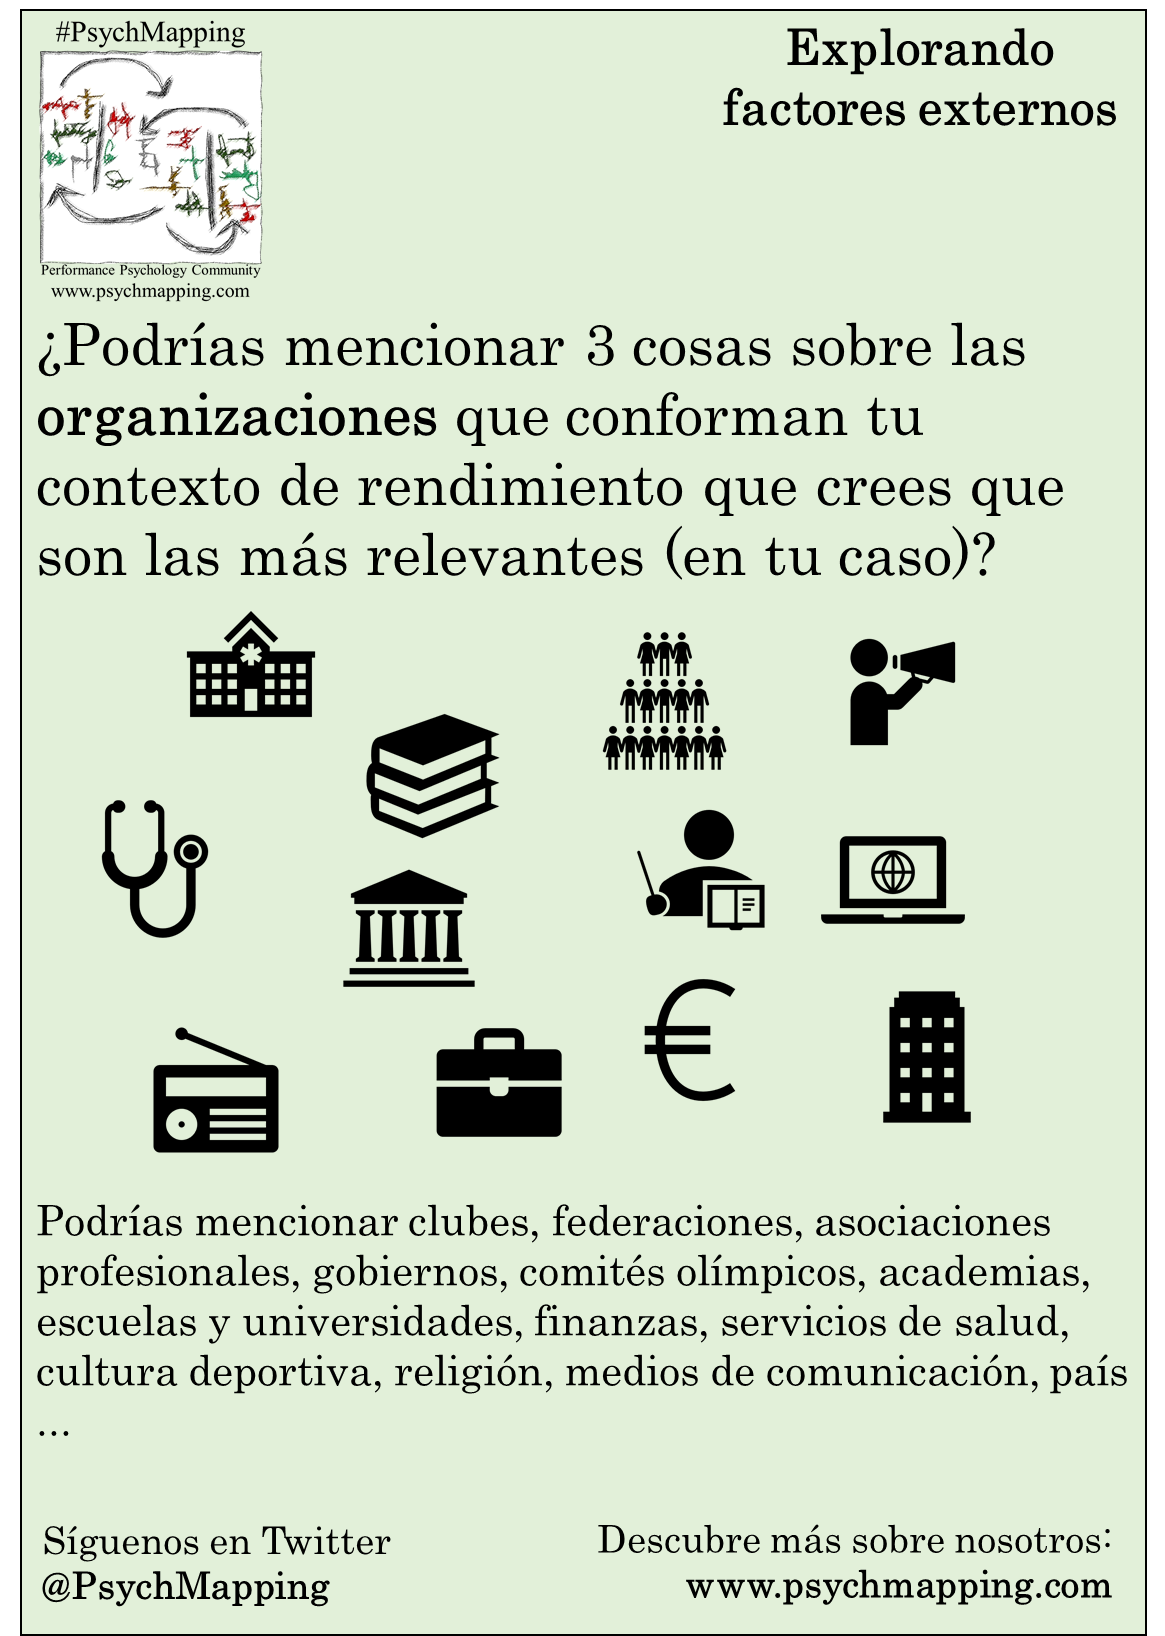 #PsychMapping
Explorando
factores externos
Performance Psychology Community
www.psychmapping.com
¿Podrías mencionar 3 cosas sobre las
organizaciones que conforman tu
contexto de rendimiento que crees que
son las más relevantes (en tu caso)?
Podrías mencionar clubes, federaciones, asociaciones
profesionales, gobiernos, comités olímpicos, academias,
escuelas y universidades, finanzas, servicios de salud,
cultura deportiva, religión, medios de comunicación, país
...
Síguenos en Twitter
@PsychMapping
Descubre más sobre nosotros:
www.psychmapping.com